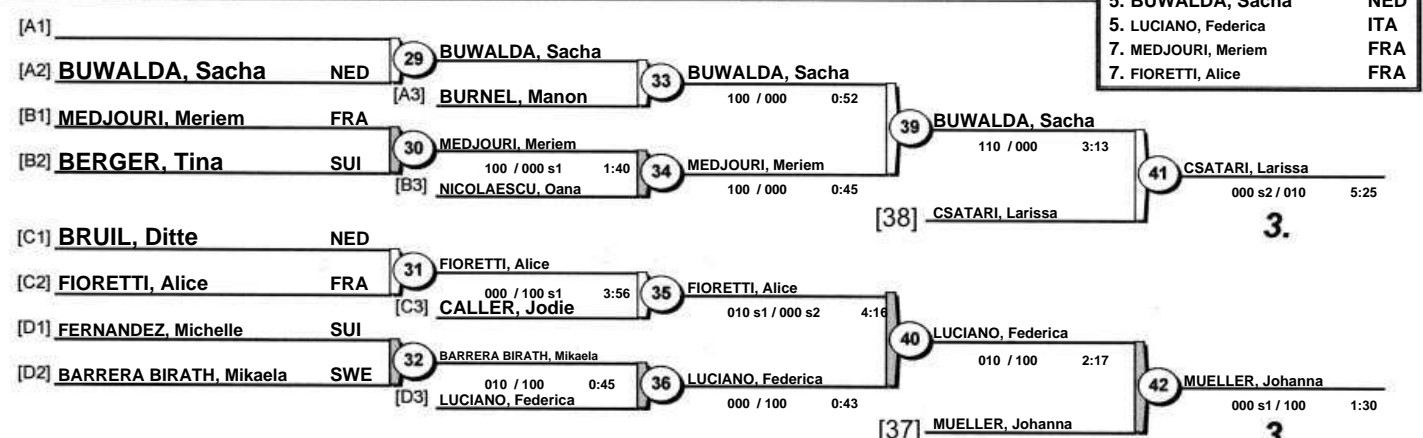 5. BUWALDA, Sacha NED
5. LUCIANO, Federica ITA
7. MEDJOURI, Meriem FRA
7. FIORETTI, Alice FRA
[A1]
29 BUWALDA, Sacha
[A2] BUWALDA, Sacha NED
33 BUWALDA, Sacha
[A3] BURNEL, Manon
100 / 000 0:52
[B1] MEDJOURI, Meriem FRA
39 BUWALDA, Sacha
30 MEDJOURI, Meriem
110 / 000 3:13
[B2] BERGER, Tina SUI
100 / 000 s1 1:40
34 MEDJOURI, Meriem
41 CSATARI, Larissa
[B3] NICOLAESCU, Oana
100 / 000 0:45
000 s2 / 010 5:25
[38] CSATARI, Larissa
3.
[C1] BRUIL, Ditte NED
31 FIORETTI, Alice
[C2] FIORETTI, Alice FRA
000 / 100 s1 3:56
35 FIORETTI, Alice
[C3] CALLER, Jodie
010 s1 / 000 s2 4:16
[D1] FERNANDEZ, Michelle SUI
40 LUCIANO, Federica
32 BARRERA BIRATH, Mikaela
010 / 100 2:17
[D2] BARRERA BIRATH, Mikaela SWE
010 / 100 0:45
36 LUCIANO, Federica
42 MUELLER, Johanna
[D3] LUCIANO, Federica
000 / 100 0:43
000 s1 / 100 1:30
[37] MUELLER, Johanna
3.